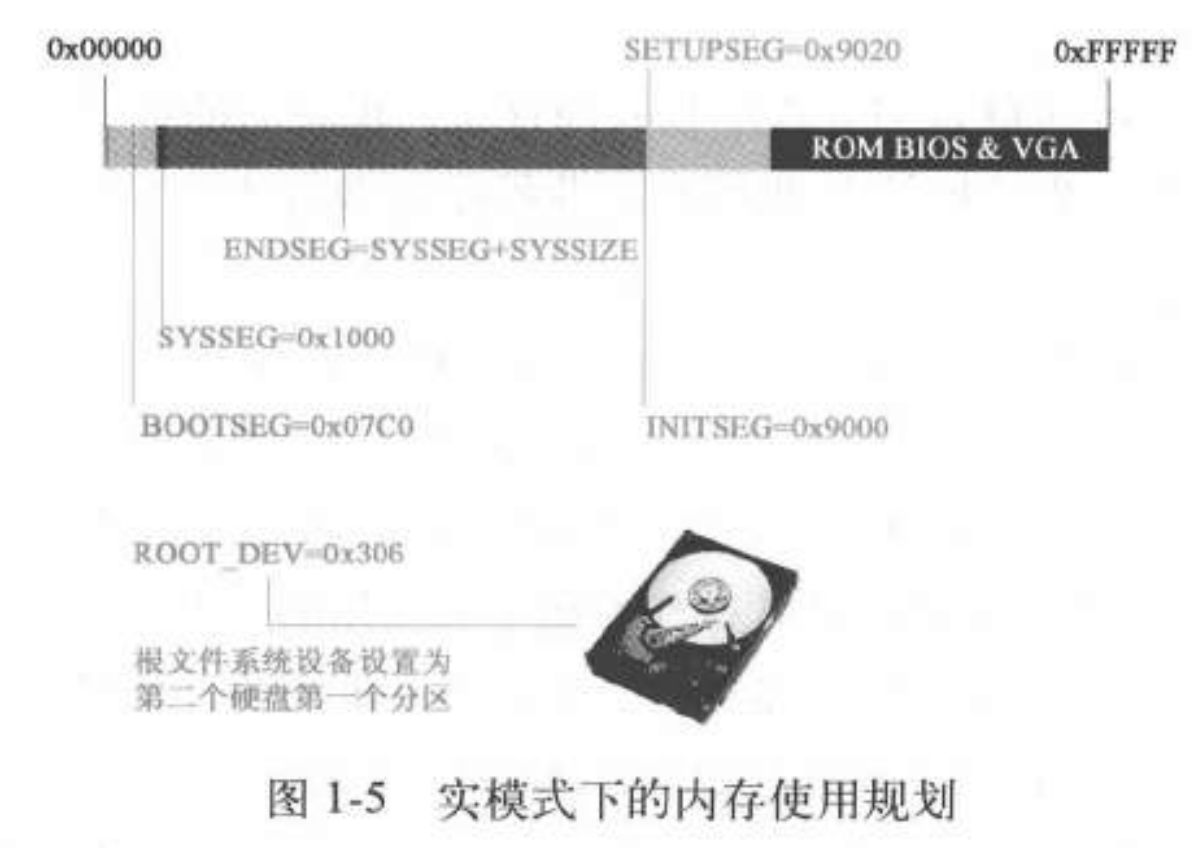 0x00000
SETUPSEG=0x9020
0xFFFFF
ROM BIOS & VGA
ENDSEG=SYSSEG+SYSSIZE
SYSSEG=0x1000
BOOTSEG=0x07C0
INITSEG=0x9000
ROOT_DEV=0x306
根文件系统设备设置为
第二个硬盘第一个分区
图 1-5 实模式下的内存使用规划